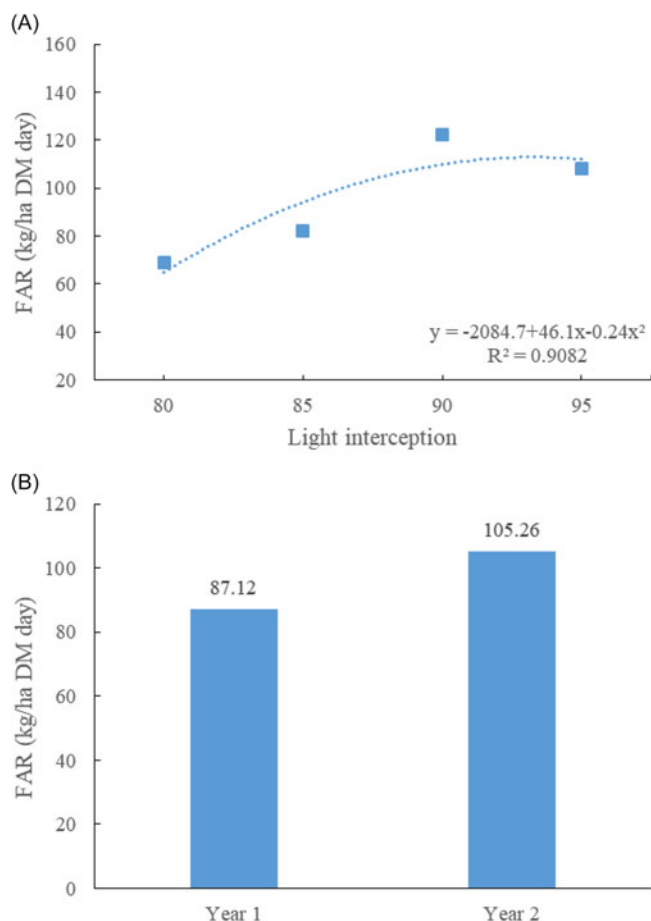 (A)
160
140
120
100
80
60
40
20
FAR (kg/ha DM day)
y = -2084.7+46.1x-0.24x²
R² = 0.9082
80 85 90 95
Light interception
(B)
120
100
80
60
40
20
0
FAR (kg/ha DM day)
87.12
105.26
Year 1 Year 2